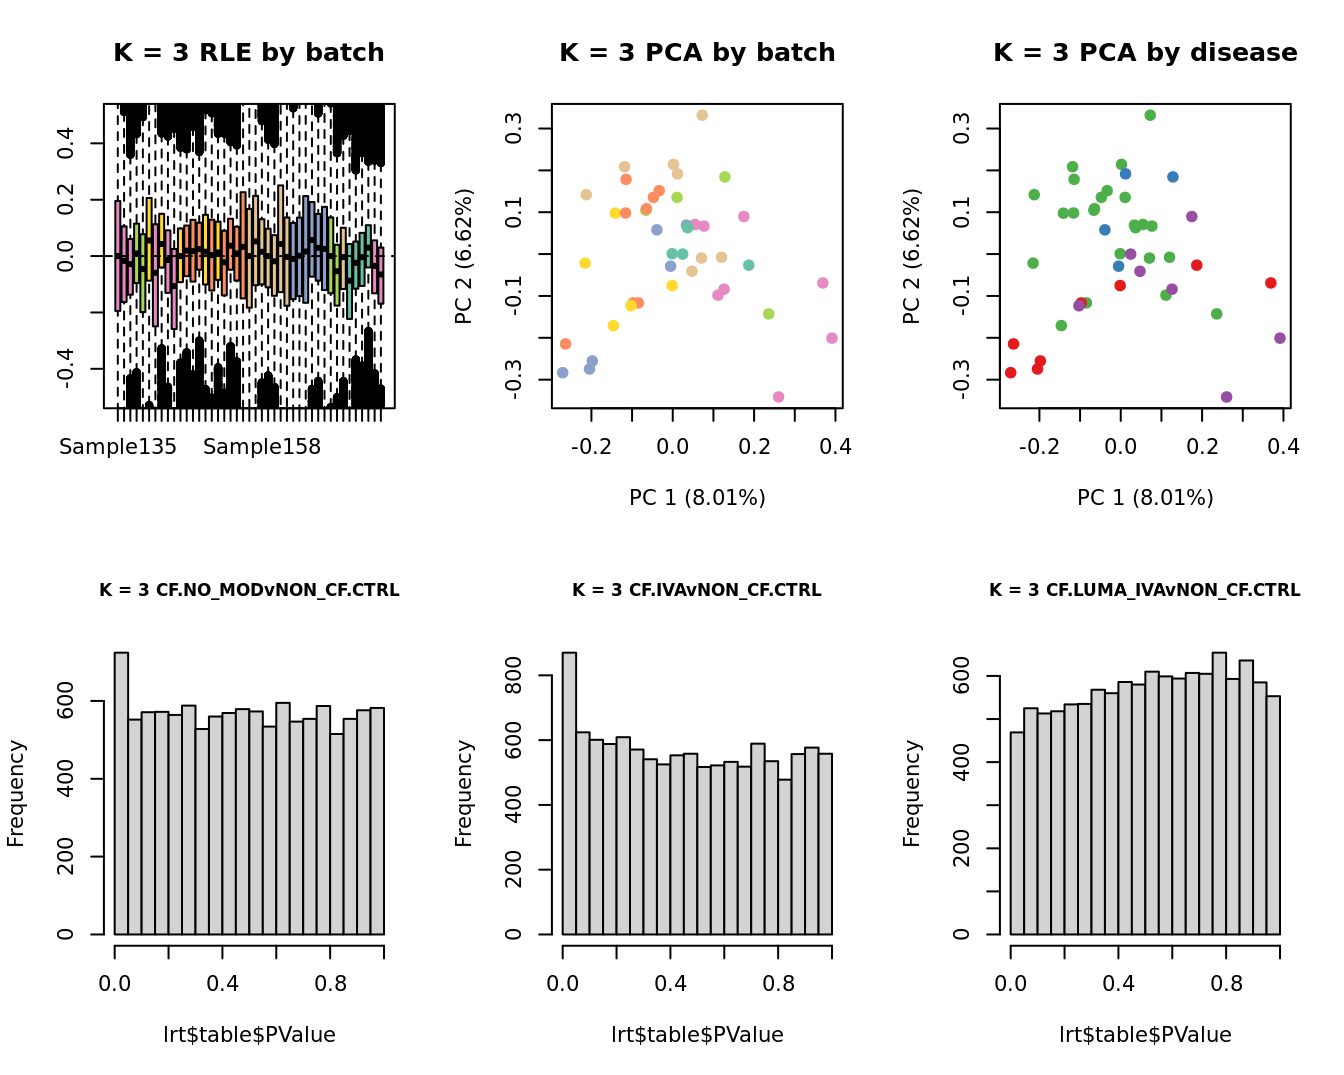 K = 3 RLE by batch
0.4
0.2
0.0
-0.4
Sample135 Sample158
K = 3 PCA by batch
PC 2 (6.62%)
0.3
0.1
-0.1
-0.3
-0.2 0.0 0.2 0.4
PC 1 (8.01%)
K = 3 PCA by disease
PC 2 (6.62%)
0.3
0.1
-0.1
-0.3
-0.2 0.0 0.2 0.4
PC 1 (8.01%)
K = 3 CF.NO_MODvNON_CF.CTRL
Frequency
600
400
200
0
0.0 0.4 0.8
lrt$table$PValue
K = 3 CF.IVAvNON_CF.CTRL
Frequency
800
600
400
200
0
0.0 0.4 0.8
lrt$table$PValue
K = 3 CF.LUMA_IVAvNON_CF.CTRL
Frequency
600
400
200
0
0.0 0.4 0.8
lrt$table$PValue